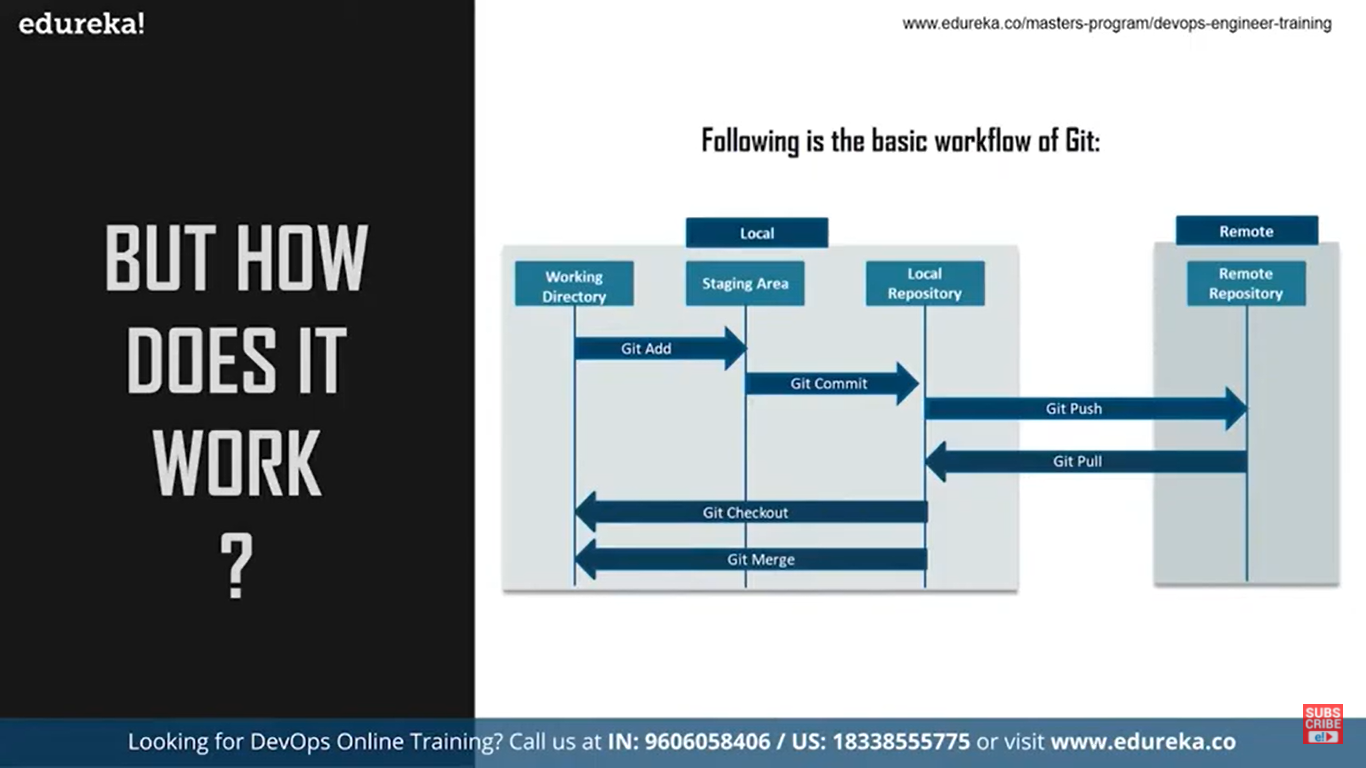 edureka!
www.edureka.co/masters-program/devops-engineer-training
BUT HOW
DOES IT
WORK
?
Following is the basic workflow of Git:
Local
Remote
Working
Directory
Staging Area
Local
Repository
Remote
Repository
Git Add
Git Commit
Git Push
Git Pull
Git Checkout
Git Merge
SUBS
CRIBE
e!
Looking for DevOps Online Training? Call us at IN: 9606058406 / US: 18338555775 or visit www.edureka.co